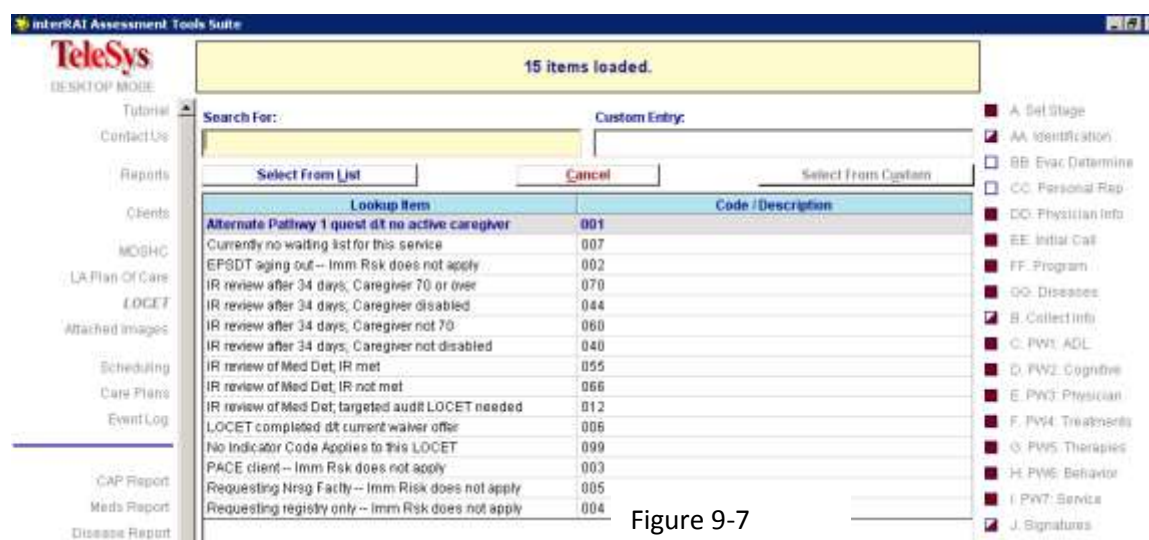 interRAI Assessment Tools Suite
TeleSys
DESKTOP MODE
15 items loaded.
Tutorial
Contact Us
Reports
Clients
MDSHC
LA Plan Of Care
LOCET
Attached Images
Scheduling
Care Plans
Event Log
CAP Report
Meds Report
Disease Report
Search For:
Custom Entry:
Select From List
Cancel
Select From Custom
Lookup Item
Code / Description
Alternate Pathwy 1 quest d/t no active caregiver 001
Currently no waiting list for this service 007
EPSDT aging out -- Imm Rsk does not apply 002
IR review after 34 days; Caregiver 70 or over 070
IR review after 34 days; Caregiver disabled 044
IR review after 34 days; Caregiver not 70 060
IR review after 34 days; Caregiver not disabled 040
IR review of Med Det; IR met 055
IR review of Med Det; IR not met 066
IR review of Med Det; targeted audit LOCET needed 012
LOCET completed d/t current waiver offer 006
No Indicator Code Applies to this LOCET 099
PACE client -- Imm Rsk does not apply 003
Requesting Nrsg Facity -- Imm Risk does not apply 005
Requesting registry only -- Imm Rsk does not apply 004
Figure 9-7
A. Set Stage
AA. Identification
BB. Evac Determine
CC. Personal Rep
DD. Physician Info
EE. Initial Call
FF. Program
GG. Diseases
B. Collect Info
C. PW1: ADL
D. PW2: Cognitive
E. PW3: Physician
F. PW4: Treatments
G. PW5: Therapies
H. PW6: Behavior
I. PW7: Service
J. Signatures